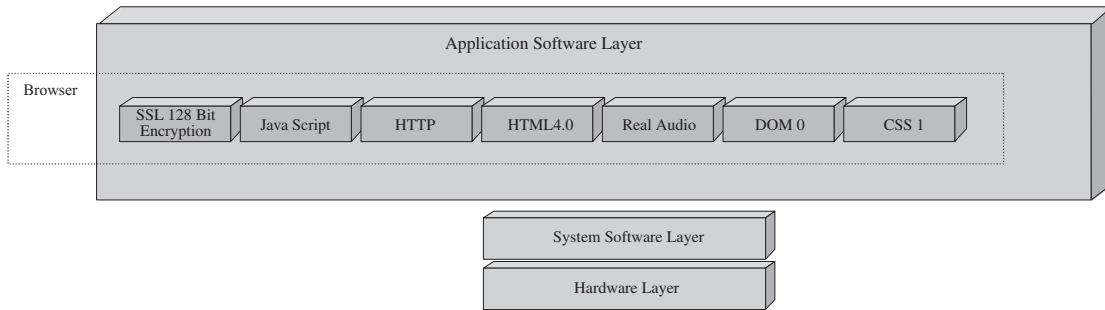 Application Software Layer
Browser
SSL 128 Bit
Encryption
Java Script
HTTP
HTML4.0
Real Audio
DOM 0
CSS 1
System Software Layer
Hardware Layer